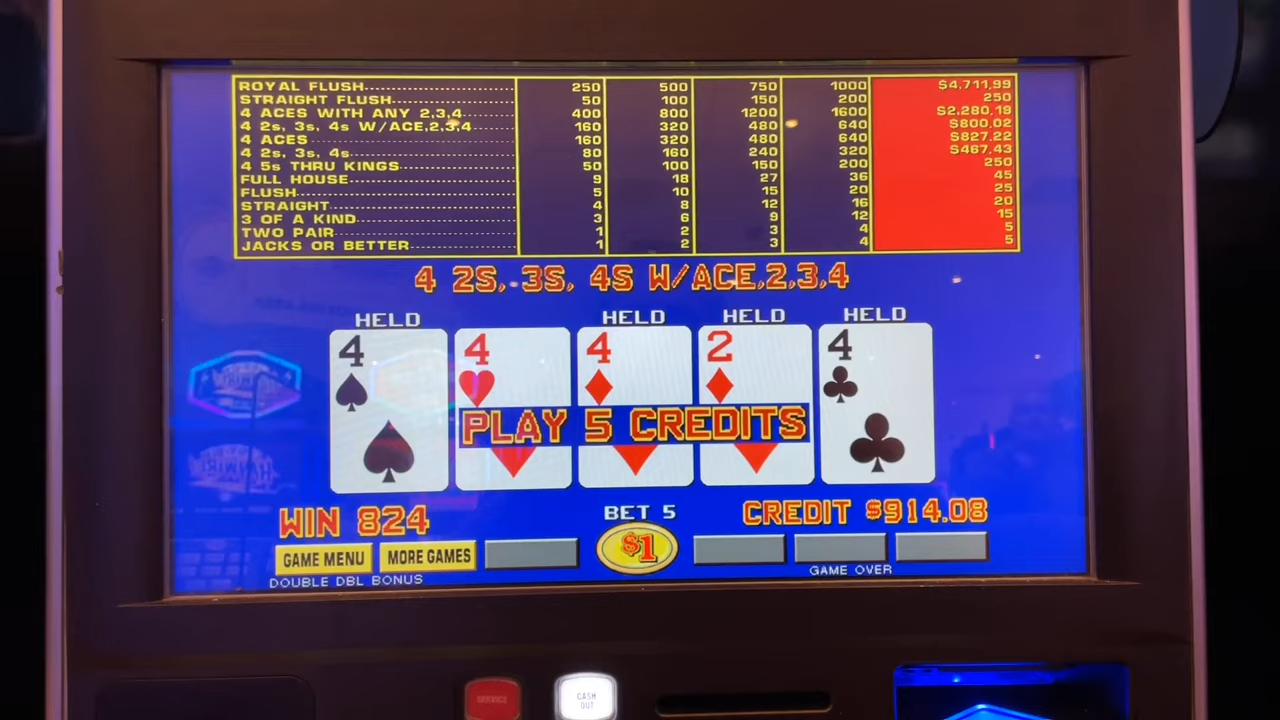 ROYAL FLUSH 250 500 750 1000 $4,711.99
STRAIGHT FLUSH 50 100 150 200 250
4 ACES WITH ANY 2,3,4 400 800 1200 1600 $2,280.19
4 2s, 3s, 4s W/ACE,2,3,4 160 320 480 640 $800.02
4 ACES 160 320 480 640 $827.22
4 2s, 3s, 4s 80 160 240 320 $467.43
4 5s THRU KINGS 50 100 150 200 250
FULL HOUSE 9 18 27 36 45
FLUSH 5 10 15 20 25
STRAIGHT 4 8 12 16 20
3 OF A KIND 3 6 9 12 15
TWO PAIR 1 2 3 4 5
JACKS OR BETTER 1 2 3 4 5
4 2S, 3S, 4S W/ACE,2,3,4
HELD HELD HELD HELD
4 4 4 2 4
PLAY 5 CREDITS
WIN 824 BET 5 CREDIT $914.08
GAME MENU MORE GAMES $1
DOUBLE DBL BONUS GAME OVER
SERVICE CASH OUT